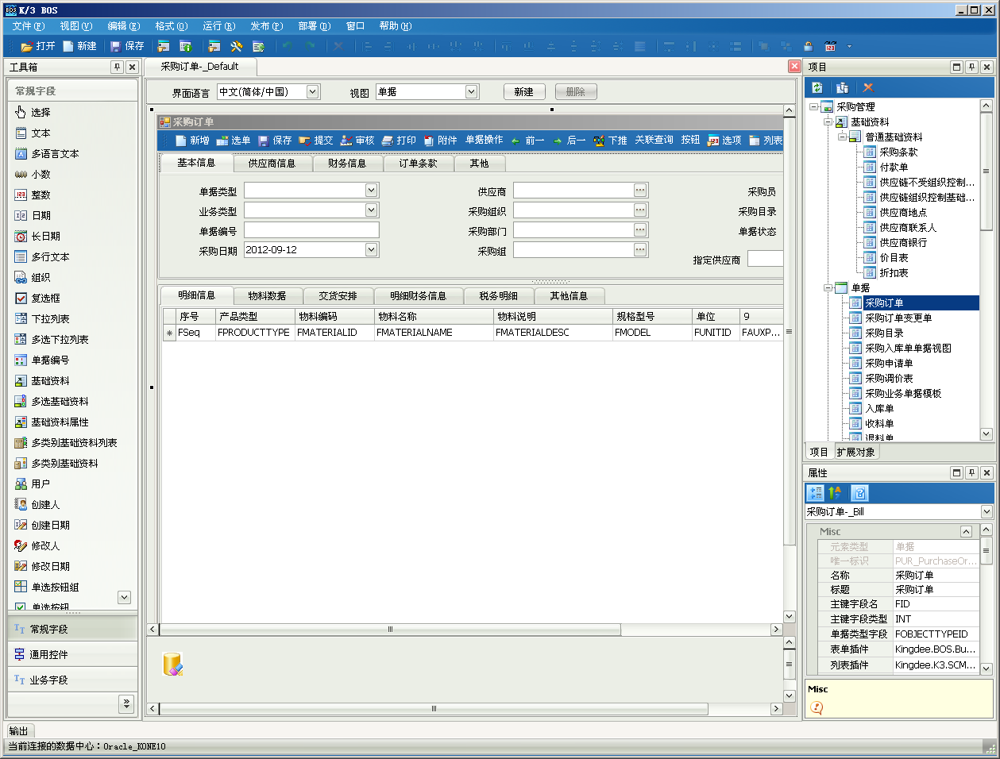 K/3 BOS
文件(F) 视图(V) 编辑(E) 格式(O) 运行(R) 发布(P) 部署(D) 窗口 帮助(H)
打开 新建 保存
工具箱
常规字段
选择
文本
多语言文本
小数
整数
日期
长日期
多行文本
组织
复选框
下拉列表
多选下拉列表
单据编号
基础资料
多选基础资料
基础资料属性
多类别基础资料列表
多类别基础资料
用户
创建人
创建日期
修改人
修改日期
单选按钮组
单选按钮
常规字段
通用控件
业务字段
采购订单-_Default
界面语言 中文(简体/中国) 视图 单据 新建 删除
采购订单
新增 选单 保存 提交 审核 打印 附件 单据操作 前一 后一 下推 关联查询 按钮 选项 列表
基本信息 供应商信息 财务信息 订单条款 其他
单据类型 供应商 采购员
业务类型 采购组织 采购目录
单据编号 采购部门 单据状态
采购日期 2012-09-12 采购组
指定供应商
明细信息 物料数据 交货安排 明细财务信息 税务明细 其他信息
序号 产品类型 物料编码 物料名称 物料说明 规格型号 单位 9
FSeq FPRODUCTTYPE FMATERIALID FMATERIALNAME FMATERIALDESC FMODEL FUNITID FAUXP...
项目
采购管理
基础资料
普通基础资料
采购条款
付款单
供应链不受组织控制...
供应链组织控制基础...
供应商地点
供应商联系人
供应商银行
价目表
折扣表
单据
采购订单
采购订单变更单
采购目录
采购入库单单据视图
采购申请单
采购调价表
采购业务单据模板
入库单
收料单
退料单
项目 扩展对象
属性
采购订单-_Bill
Misc
元素类型 单据
唯一标识 PUR_PurchaseOr...
名称 采购订单
标题 采购订单
主键字段名 FID
主键字段类型 INT
单据类型字段 FOBJECTTYPEID
表单插件 Kingdee.BOS.Bu...
列表插件 Kingdee.K3.SCM...
Misc
输出
当前连接的数据中心：Oracle_KONE10